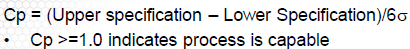 Cp = (Upper specification – Lower Specification)/6σ
• Cp >=1.0 indicates process is capable